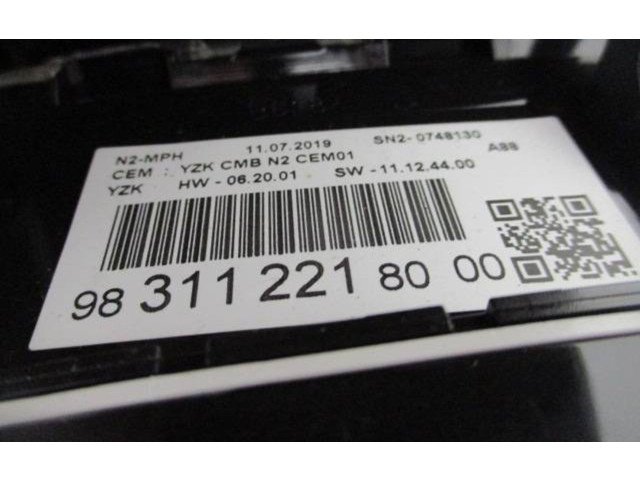 N2-MPH 11.07.2019 SN2-0748130
CEM : YZK CMB N2 CEM01 A88
YZK HW - 06.20.01 SW - 11.12.44.00
98 311 221 80 00